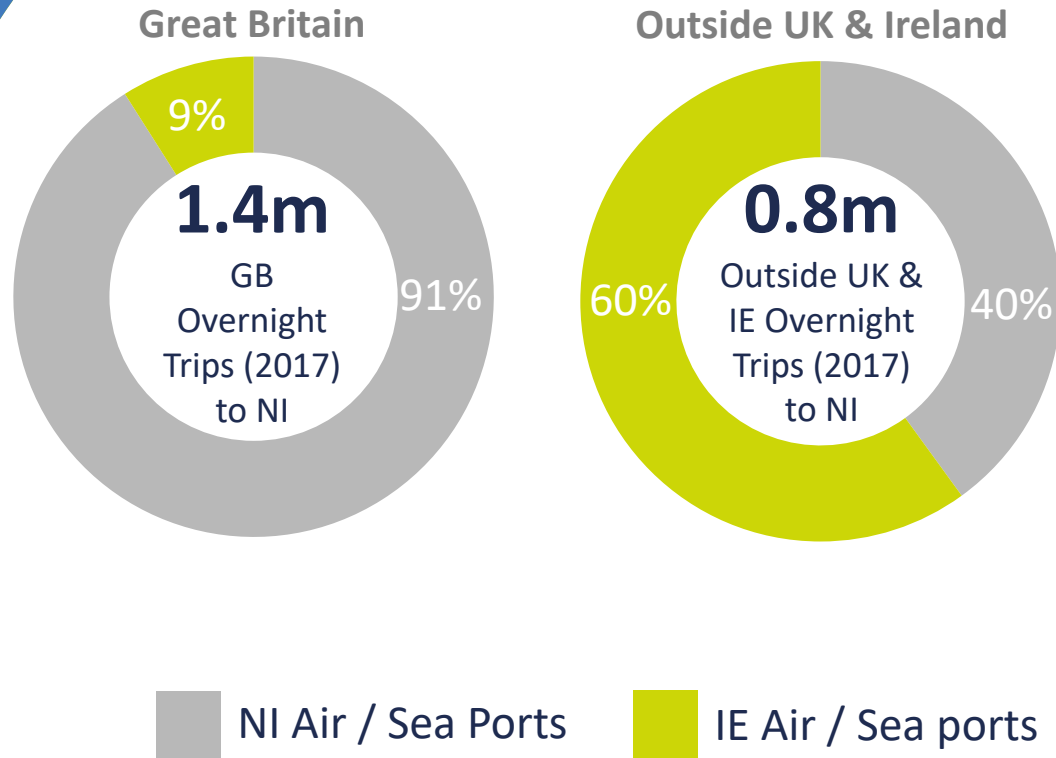 Great Britain
9%
91%
1.4m
GB
Overnight
Trips (2017)
to NI
Outside UK & Ireland
60%
40%
0.8m
Outside UK &
IE Overnight
Trips (2017)
to NI
NI Air / Sea Ports
IE Air / Sea ports